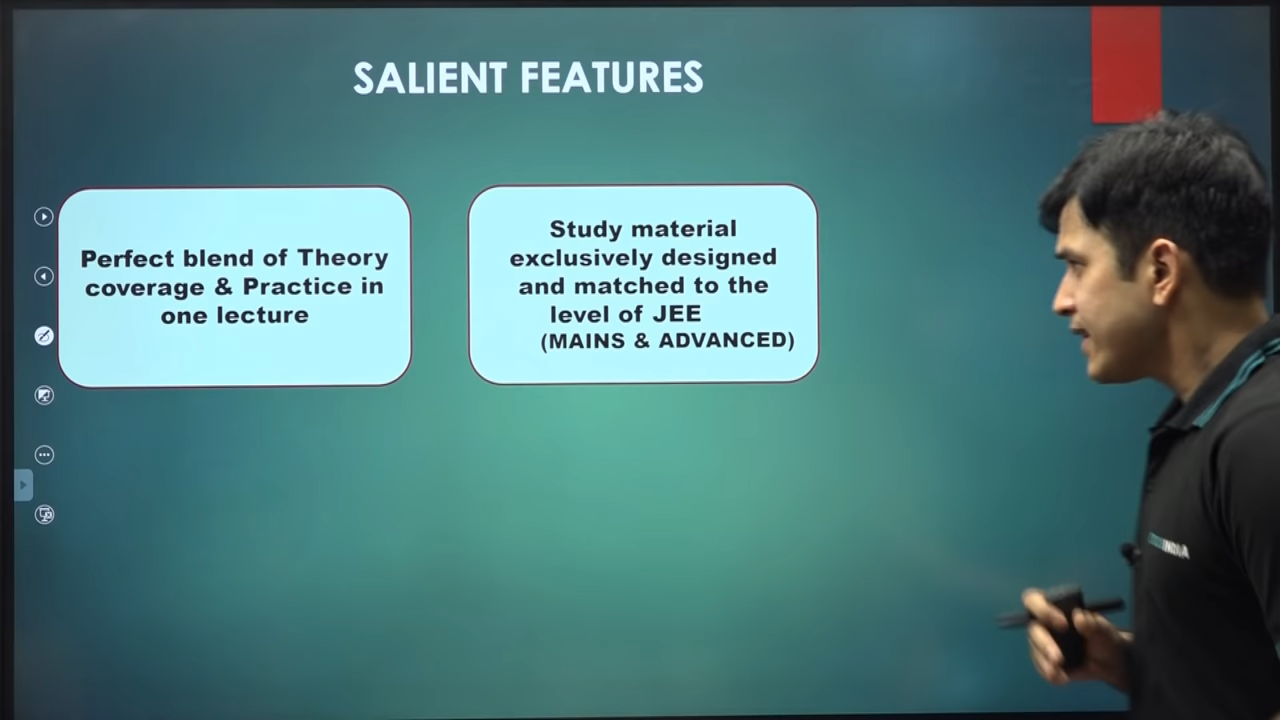 SALIENT FEATURES
Perfect blend of Theory
coverage & Practice in
one lecture
Study material
exclusively designed
and matched to the
level of JEE
(MAINS & ADVANCED)